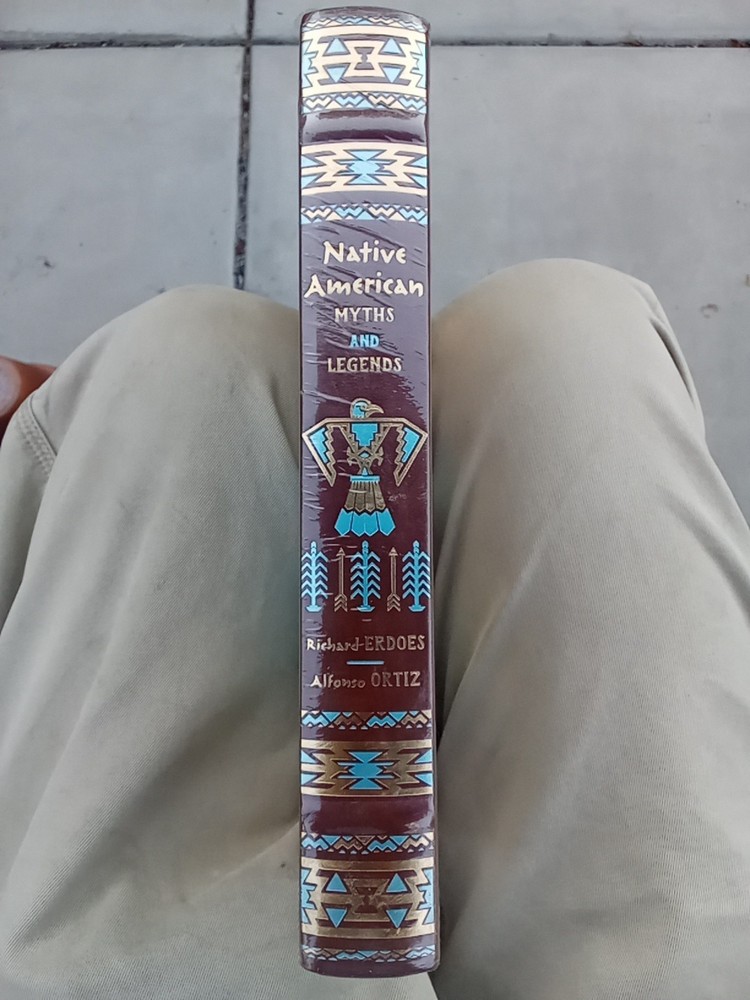 Native
American
MYTHS
AND
LEGENDS
Richard ERDOES
Alfonso ORTIZ